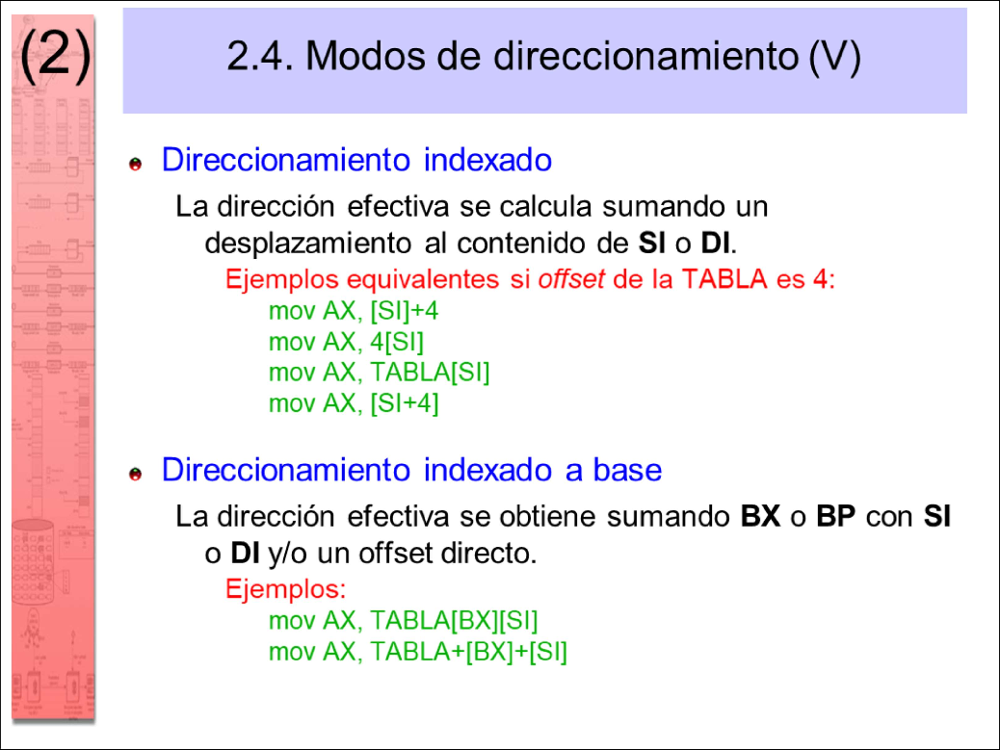 (2)
2.4. Modos de direccionamiento (V)
Direccionamiento indexado
La dirección efectiva se calcula sumando un
desplazamiento al contenido de SI o DI.
Ejemplos equivalentes si offset de la TABLA es 4:
mov AX, [SI]+4
mov AX, 4[SI]
mov AX, TABLA[SI]
mov AX, [SI+4]
Direccionamiento indexado a base
La dirección efectiva se obtiene sumando BX o BP con SI
o DI y/o un offset directo.
Ejemplos:
mov AX, TABLA[BX][SI]
mov AX, TABLA+[BX]+[SI]